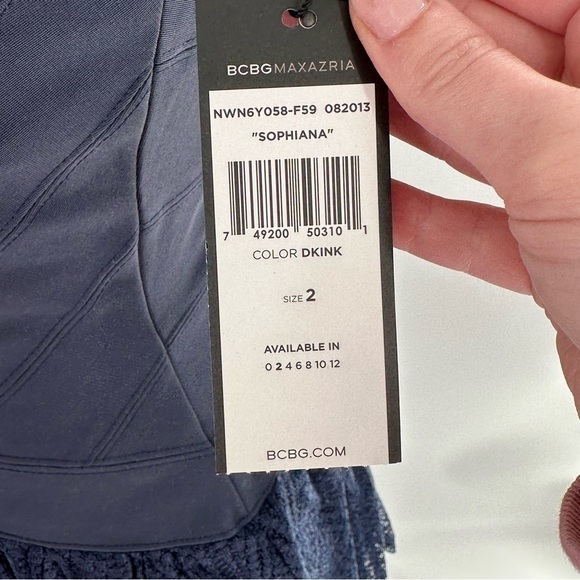 BCBGMAXAZRIA
NWN6Y058-F59 082013
"SOPHIANA"
7 49200 50310 1
COLOR DKINK
SIZE 2
AVAILABLE IN
0 2 4 6 8 10 12
BCBG.COM